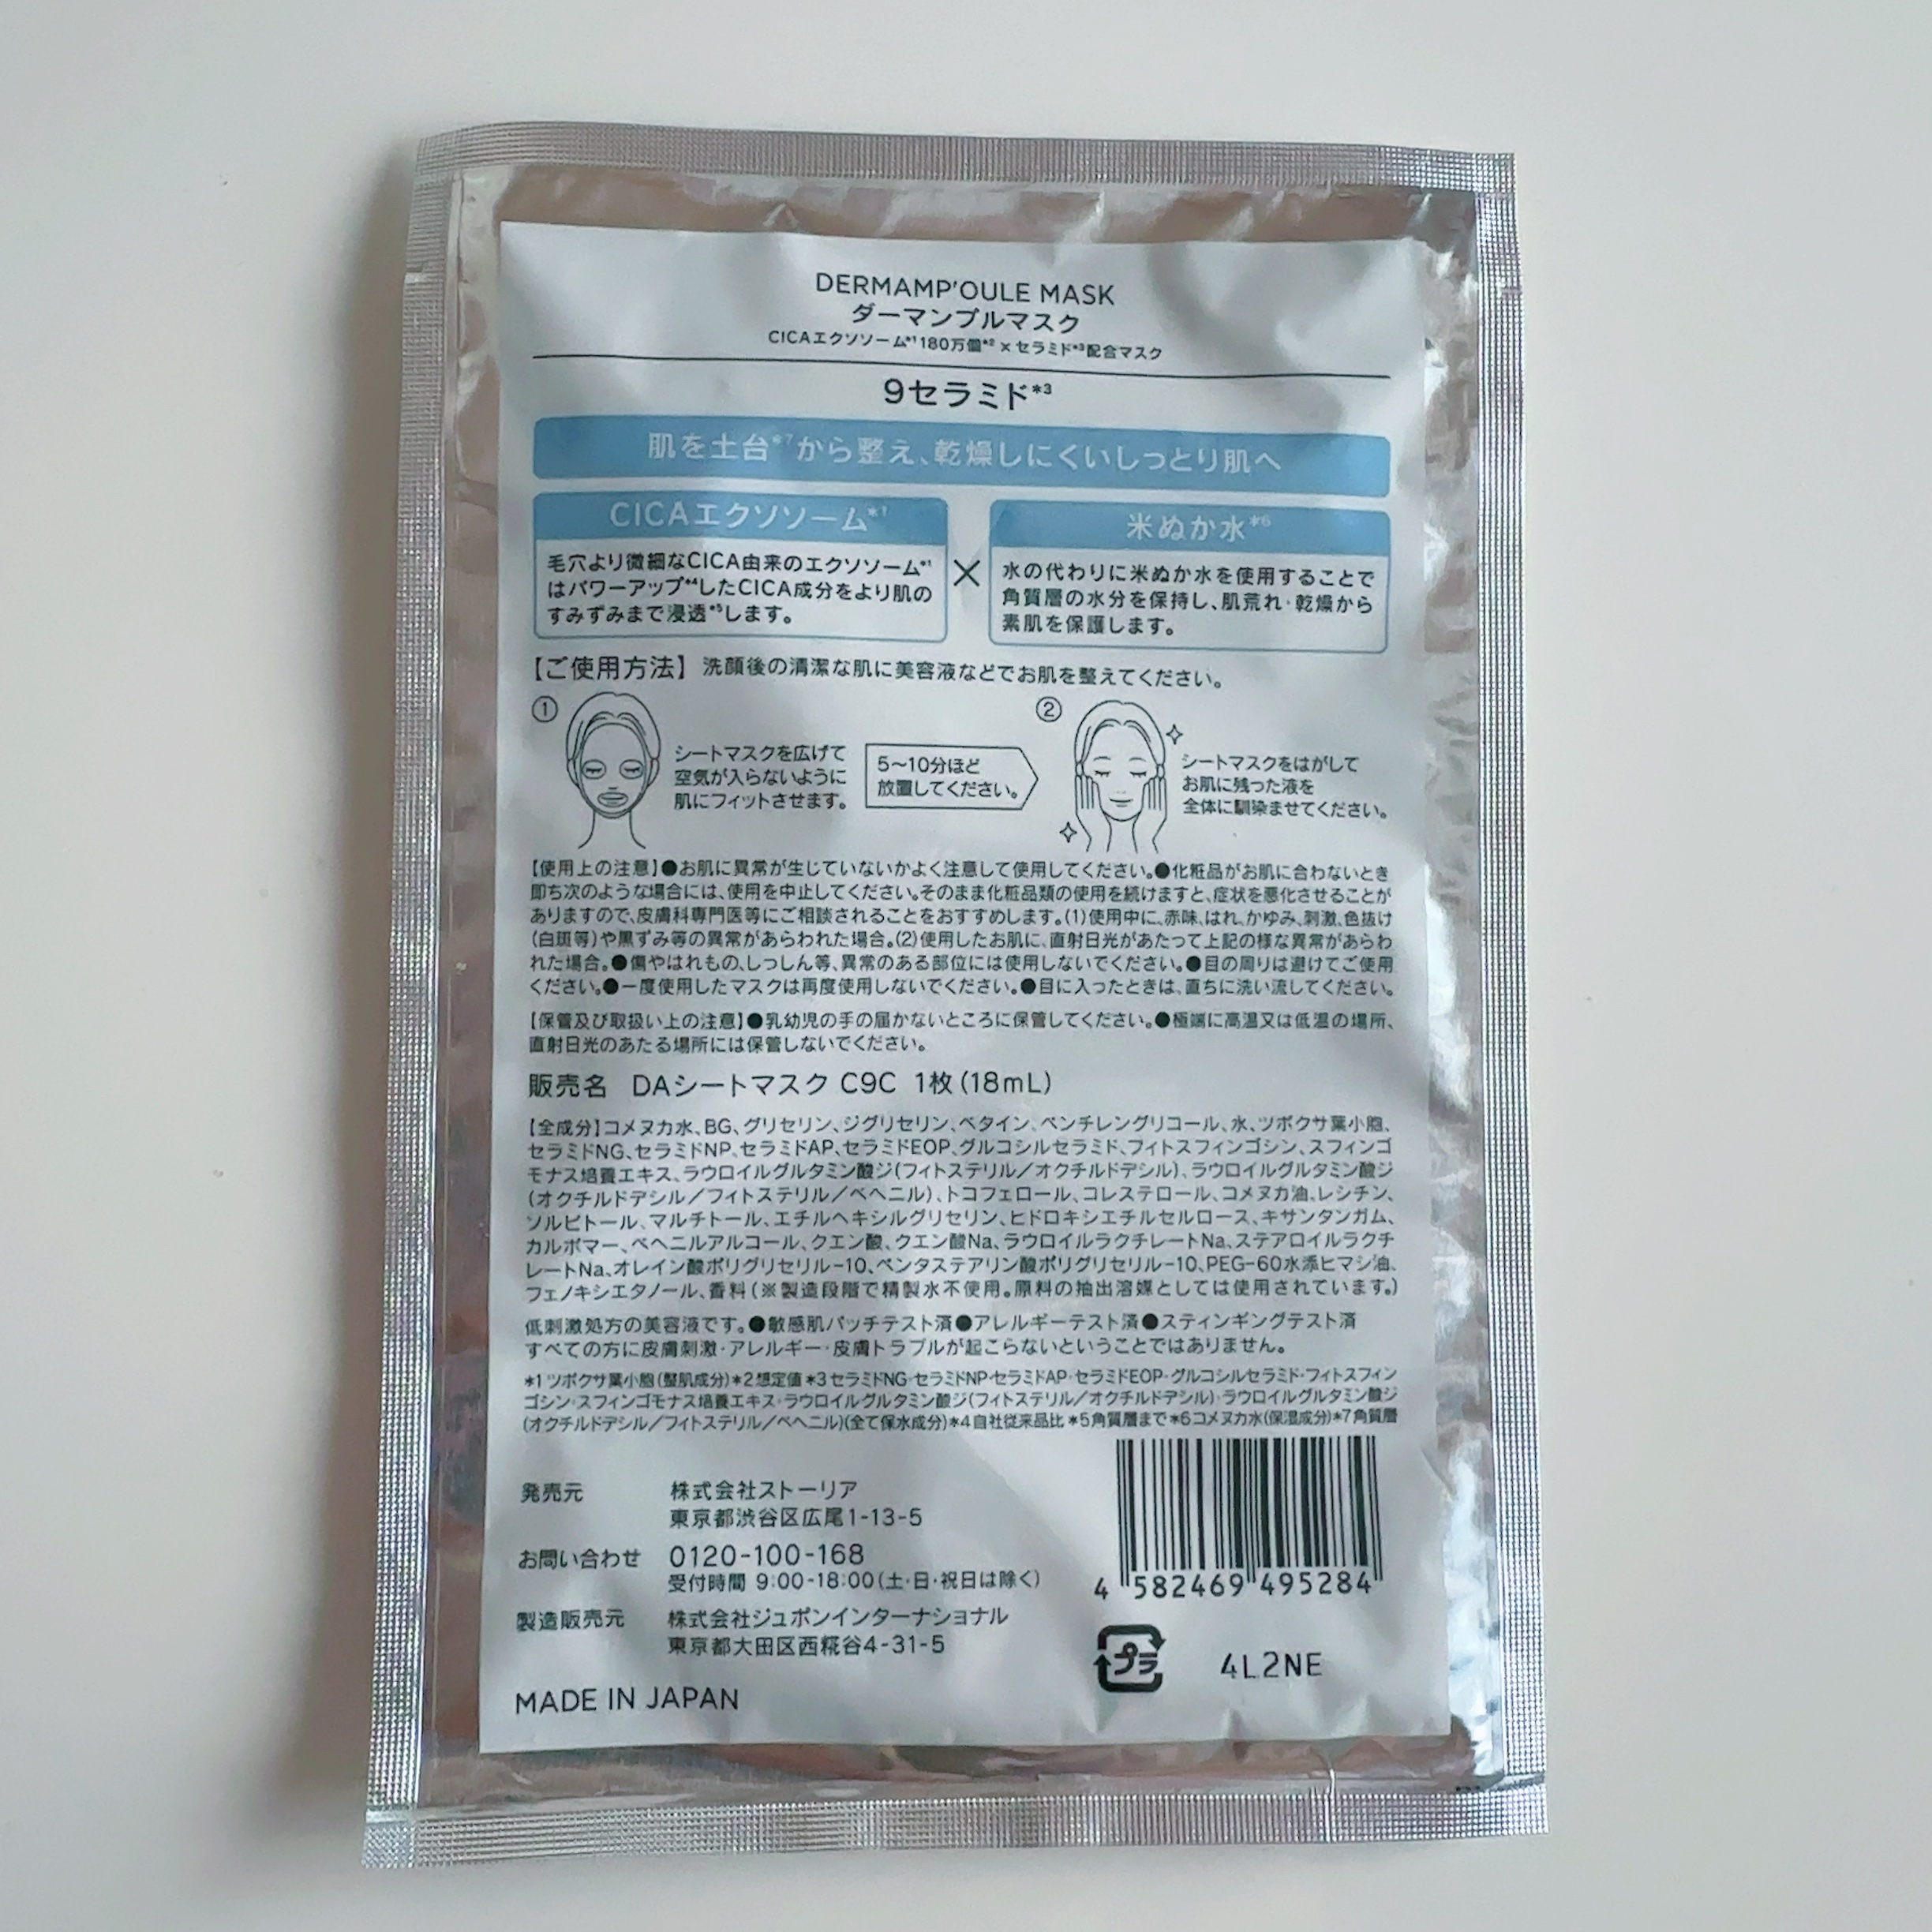 DERMAMP'OULE MASK
ダーマンプルマスク
CICAエクソソーム*1 180万個*2 × セラミド*3配合マスク
9セラミド*3
肌を土台*7から整え、乾燥しにくいしっとり肌へ
CICAエクソソーム*1
毛穴より微細なCICA由来のエクソソーム*1
はパワーアップ*4したCICA成分をより肌の
すみずみまで浸透*5します。
×
米ぬか水*6
水の代わりに米ぬか水を使用することで
角質層の水分を保持し、肌荒れ・乾燥から
素肌を保護します。
【ご使用方法】洗顔後の清潔な肌に美容液などでお肌を整えてください。
①
シートマスクを広げて
空気が入らないように
肌にフィットさせます。
5〜10分ほど
放置してください。
②
シートマスクをはがして
お肌に残った液を
全体に馴染ませてください。
【使用上の注意】●お肌に異常が生じていないかよく注意して使用してください。●化粧品がお肌に合わないとき
即ち次のような場合には、使用を中止してください。そのまま化粧品類の使用を続けますと、症状を悪化させることが
ありますので、皮膚科専門医等にご相談されることをおすすめします。(1)使用中に、赤味、はれ、かゆみ、刺激、色抜け
(白斑等)や黒ずみ等の異常があらわれた場合。(2)使用したお肌に、直射日光があたって上記の様な異常があらわ
れた場合。●傷やはれもの、しっしん等、異常のある部位には使用しないでください。●目の周りは避けてご使用
ください。●一度使用したマスクは再度使用しないでください。●目に入ったときは、直ちに洗い流してください。
【保管及び取扱い上の注意】●乳幼児の手の届かないところに保管してください。●極端に高温又は低温の場所、
直射日光のあたる場所には保管しないでください。
販売名 DAシートマスク C9C 1枚(18mL)
【全成分】コメヌカ水、BG、グリセリン、ジグリセリン、ベタイン、ペンチレングリコール、水、ツボクサ葉小胞、
セラミドNG、セラミドNP、セラミドAP、セラミドEOP、グルコシルセラミド、フィトスフィンゴシン、スフィンゴ
モナス培養エキス、ラウロイルグルタミン酸ジ(フィトステリル/オクチルドデシル)、ラウロイルグルタミン酸ジ
(オクチルドデシル/フィトステリル/ベヘニル)、トコフェロール、コレステロール、コメヌカ油、レシチン、
ソルビトール、マルチトール、エチルヘキシルグリセリン、ヒドロキシエチルセルロース、キサンタンガム、
カルボマー、ベヘニルアルコール、クエン酸、クエン酸Na、ラウロイルラクチレートNa、ステアロイルラクチ
レートNa、オレイン酸ポリグリセリル-10、ペンタステアリン酸ポリグリセリル-10、PEG-60水添ヒマシ油、
フェノキシエタノール、香料(※製造段階で精製水不使用。原料の抽出溶媒としては使用されています。)
低刺激処方の美容液です。●敏感肌パッチテスト済●アレルギーテスト済●スティンギングテスト済
すべての方に皮膚刺激・アレルギー・皮膚トラブルが起こらないということではありません。
*1 ツボクサ葉小胞(整肌成分)*2 想定値 *3 セラミドNG・セラミドNP・セラミドAP・セラミドEOP・グルコシルセラミド・フィトスフィン
ゴシン・スフィンゴモナス培養エキス・ラウロイルグルタミン酸ジ(フィトステリル/オクチルドデシル)・ラウロイルグルタミン酸ジ
(オクチルドデシル/フィトステリル/ベヘニル)(全て保水成分)*4 自社従来品比 *5 角質層まで *6 コメヌカ水(保湿成分)*7 角質層
発売元 株式会社ストーリア
東京都渋谷区広尾1-13-5
お問い合わせ 0120-100-168
受付時間 9:00-18:00(土・日・祝日は除く)
製造販売元 株式会社ジュポンインターナショナル
東京都大田区西糀谷4-31-5
MADE IN JAPAN
4 582469 495284
プラ
4L2NE